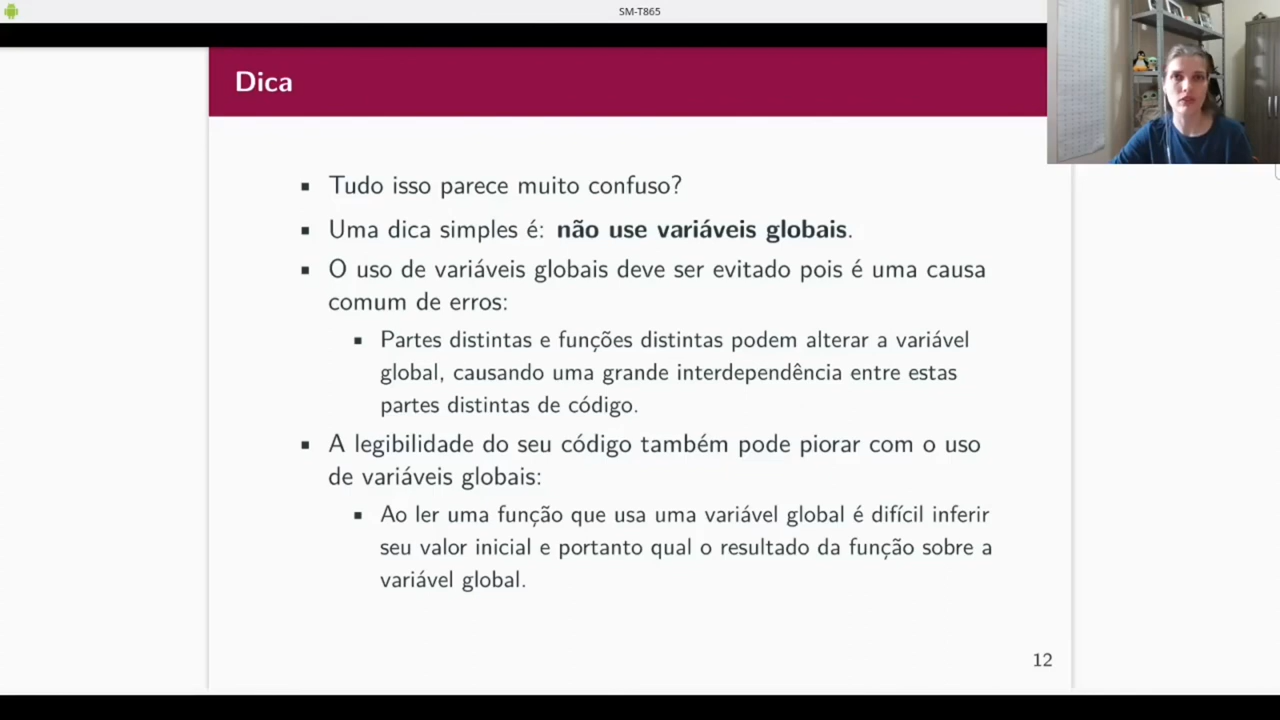 SM-T865
Dica
▪ Tudo isso parece muito confuso?
▪ Uma dica simples é: não use variáveis globais.
▪ O uso de variáveis globais deve ser evitado pois é uma causa
comum de erros:
▪ Partes distintas e funções distintas podem alterar a variável
global, causando uma grande interdependência entre estas
partes distintas de código.
▪ A legibilidade do seu código também pode piorar com o uso
de variáveis globais:
▪ Ao ler uma função que usa uma variável global é difícil inferir
seu valor inicial e portanto qual o resultado da função sobre a
variável global.
12